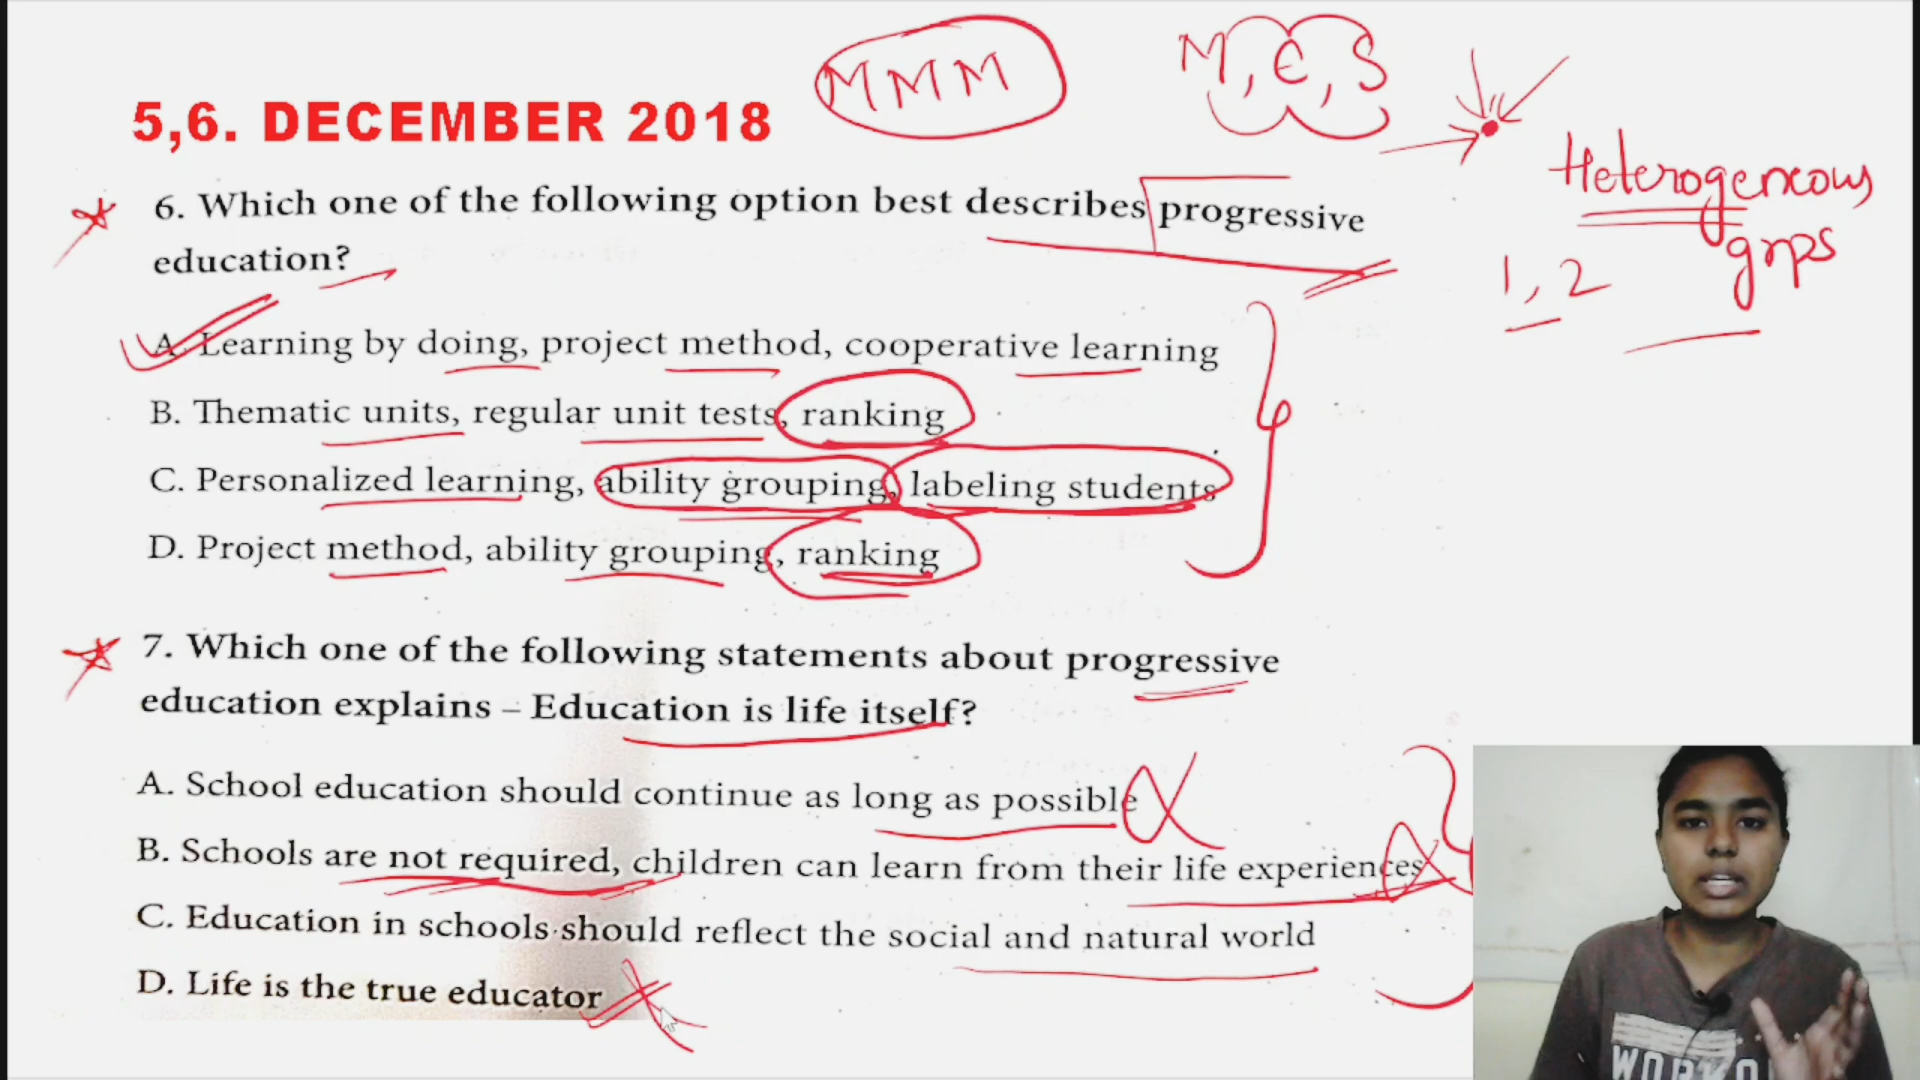 MMM
M, C, S
5,6. DECEMBER 2018
Heterogeneous
grps
1, 2
6. Which one of the following option best describes progressive
education?
A. Learning by doing, project method, cooperative learning
B. Thematic units, regular unit tests, ranking
C. Personalized learning, ability grouping, labeling students
D. Project method, ability grouping, ranking
7. Which one of the following statements about progressive
education explains – Education is life itself?
A. School education should continue as long as possible
B. Schools are not required, children can learn from their life experiences
C. Education in schools should reflect the social and natural world
D. Life is the true educator